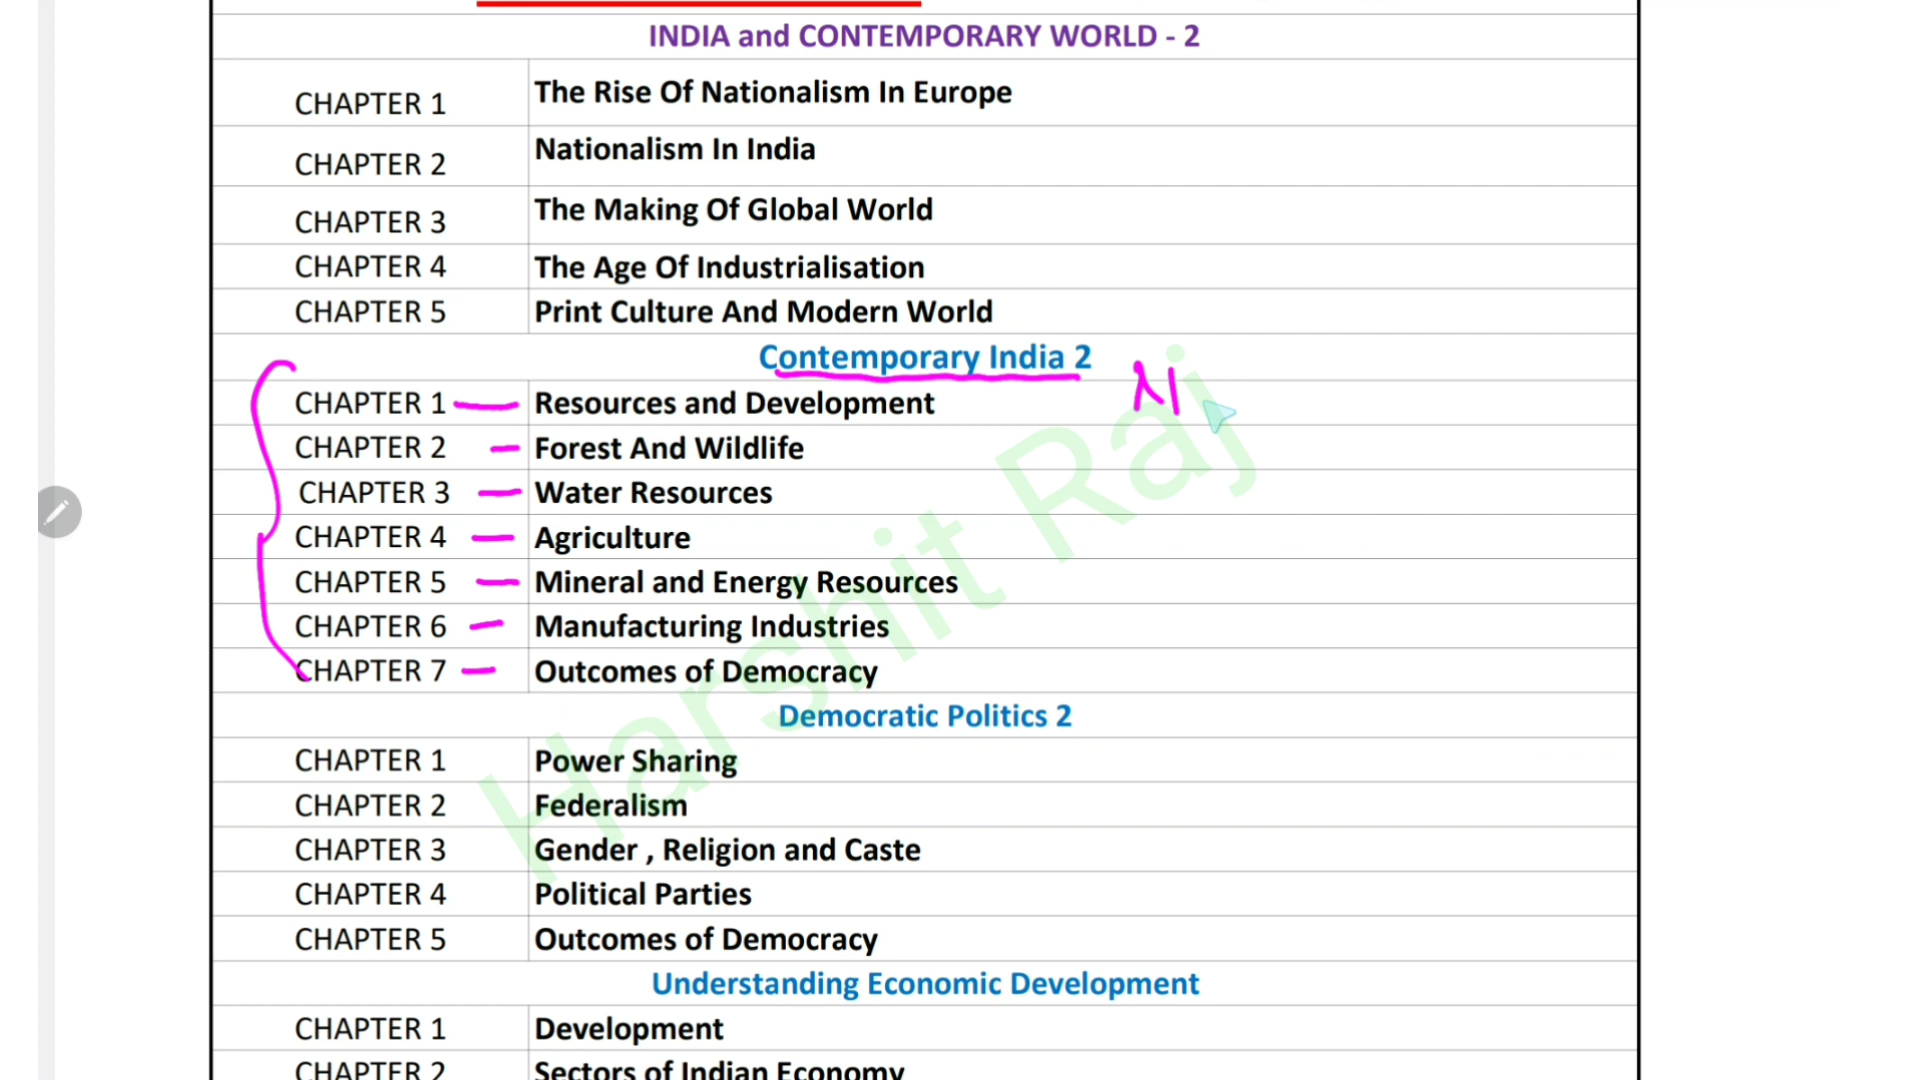 INDIA and CONTEMPORARY WORLD - 2
CHAPTER 1 The Rise Of Nationalism In Europe
CHAPTER 2 Nationalism In India
CHAPTER 3 The Making Of Global World
CHAPTER 4 The Age Of Industrialisation
CHAPTER 5 Print Culture And Modern World
Contemporary India 2
CHAPTER 1 Resources and Development
CHAPTER 2 Forest And Wildlife
CHAPTER 3 Water Resources
CHAPTER 4 Agriculture
CHAPTER 5 Mineral and Energy Resources
CHAPTER 6 Manufacturing Industries
CHAPTER 7 Outcomes of Democracy
Democratic Politics 2
CHAPTER 1 Power Sharing
CHAPTER 2 Federalism
CHAPTER 3 Gender , Religion and Caste
CHAPTER 4 Political Parties
CHAPTER 5 Outcomes of Democracy
Understanding Economic Development
CHAPTER 1 Development
CHAPTER 2 Sectors of Indian Economy
Harshit Raj